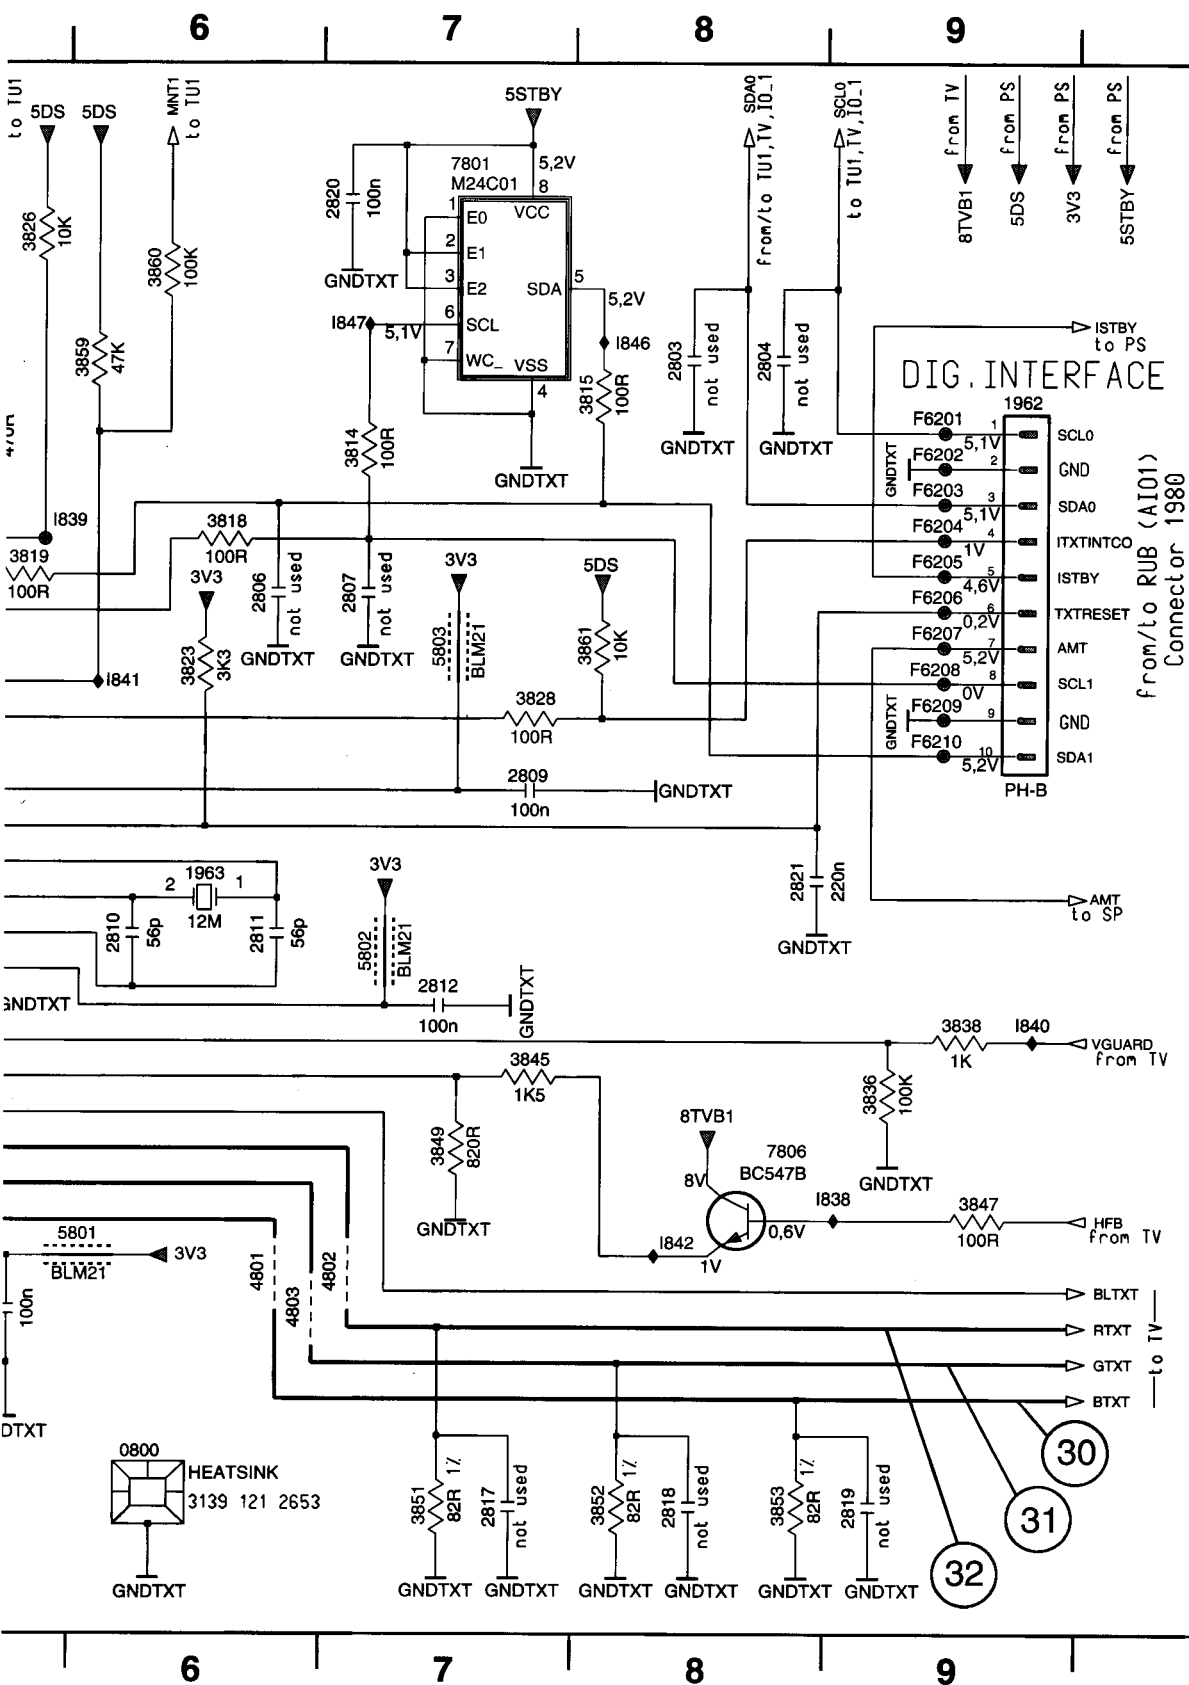 6 7 8 9
to TU1
5DS 5DS
MNT1
to TU1
5STBY
SDA0
from/to TU1,TV,IO_1
SCL0
to TU1,TV,IO_1
from TV
8TVB1
from PS
5DS
from PS
3V3
from PS
5STBY
5,2V
7801
M24C01
8
VCC
2820
100n
GNDTXT
1 E0
2 E1
3 E2
6 SCL
7 WC_
VSS
4
SDA
5
5,2V
I847
5,1V
I846
3826
10K
3860
100K
3859
47K
3814
100R
3815
100R
GNDTXT
2803
not used
GNDTXT
2804
not used
GNDTXT
ISTBY
to PS
DIG. INTERFACE
1962
F6201 1 5,1V SCL0
GNDTXT F6202 2 GND
F6203 3 5,1V SDA0
F6204 4 1V ITXTINTCO
F6205 5 4,6V ISTBY
F6206 6 0,2V TXTRESET
F6207 7 5,2V AMT
F6208 8 0V SCL1
GNDTXT F6209 9 GND
F6210 10 5,2V SDA1
PH-B
from/to RUB (AIO1)
Connector 1980
470R
I839
3819
100R
3818
100R
3V3
3823
3K3
2806
not used
GNDTXT
2807
not used
GNDTXT
3V3
5803
BLM21
5DS
3861
10K
I841
3828
100R
2809
100n
GNDTXT
1963
2 1
12M
2810
56p
2811
56p
3V3
5802
BLM21
2821
220n
GNDTXT
AMT
to SP
GNDTXT
2812
100n
GNDTXT
3838
1K
I840
VGUARD
from TV
3845
1K5
3836
100K
GNDTXT
3849
820R
GNDTXT
8TVB1
7806
BC547B
8V
I838
0,6V
3847
100R
HFB
from TV
I842
1V
5801
BLM21
3V3
4801
4803
4802
100n
DTXT
BLTXT
RTXT
GTXT
BTXT
to TV
30
31
32
0800
HEATSINK
3139 121 2653
GNDTXT
3851
82R 1%
2817
not used
3852
82R 1%
2818
not used
3853
82R 1%
2819
not used
GNDTXT GNDTXT GNDTXT GNDTXT GNDTXT GNDTXT
6 7 8 9